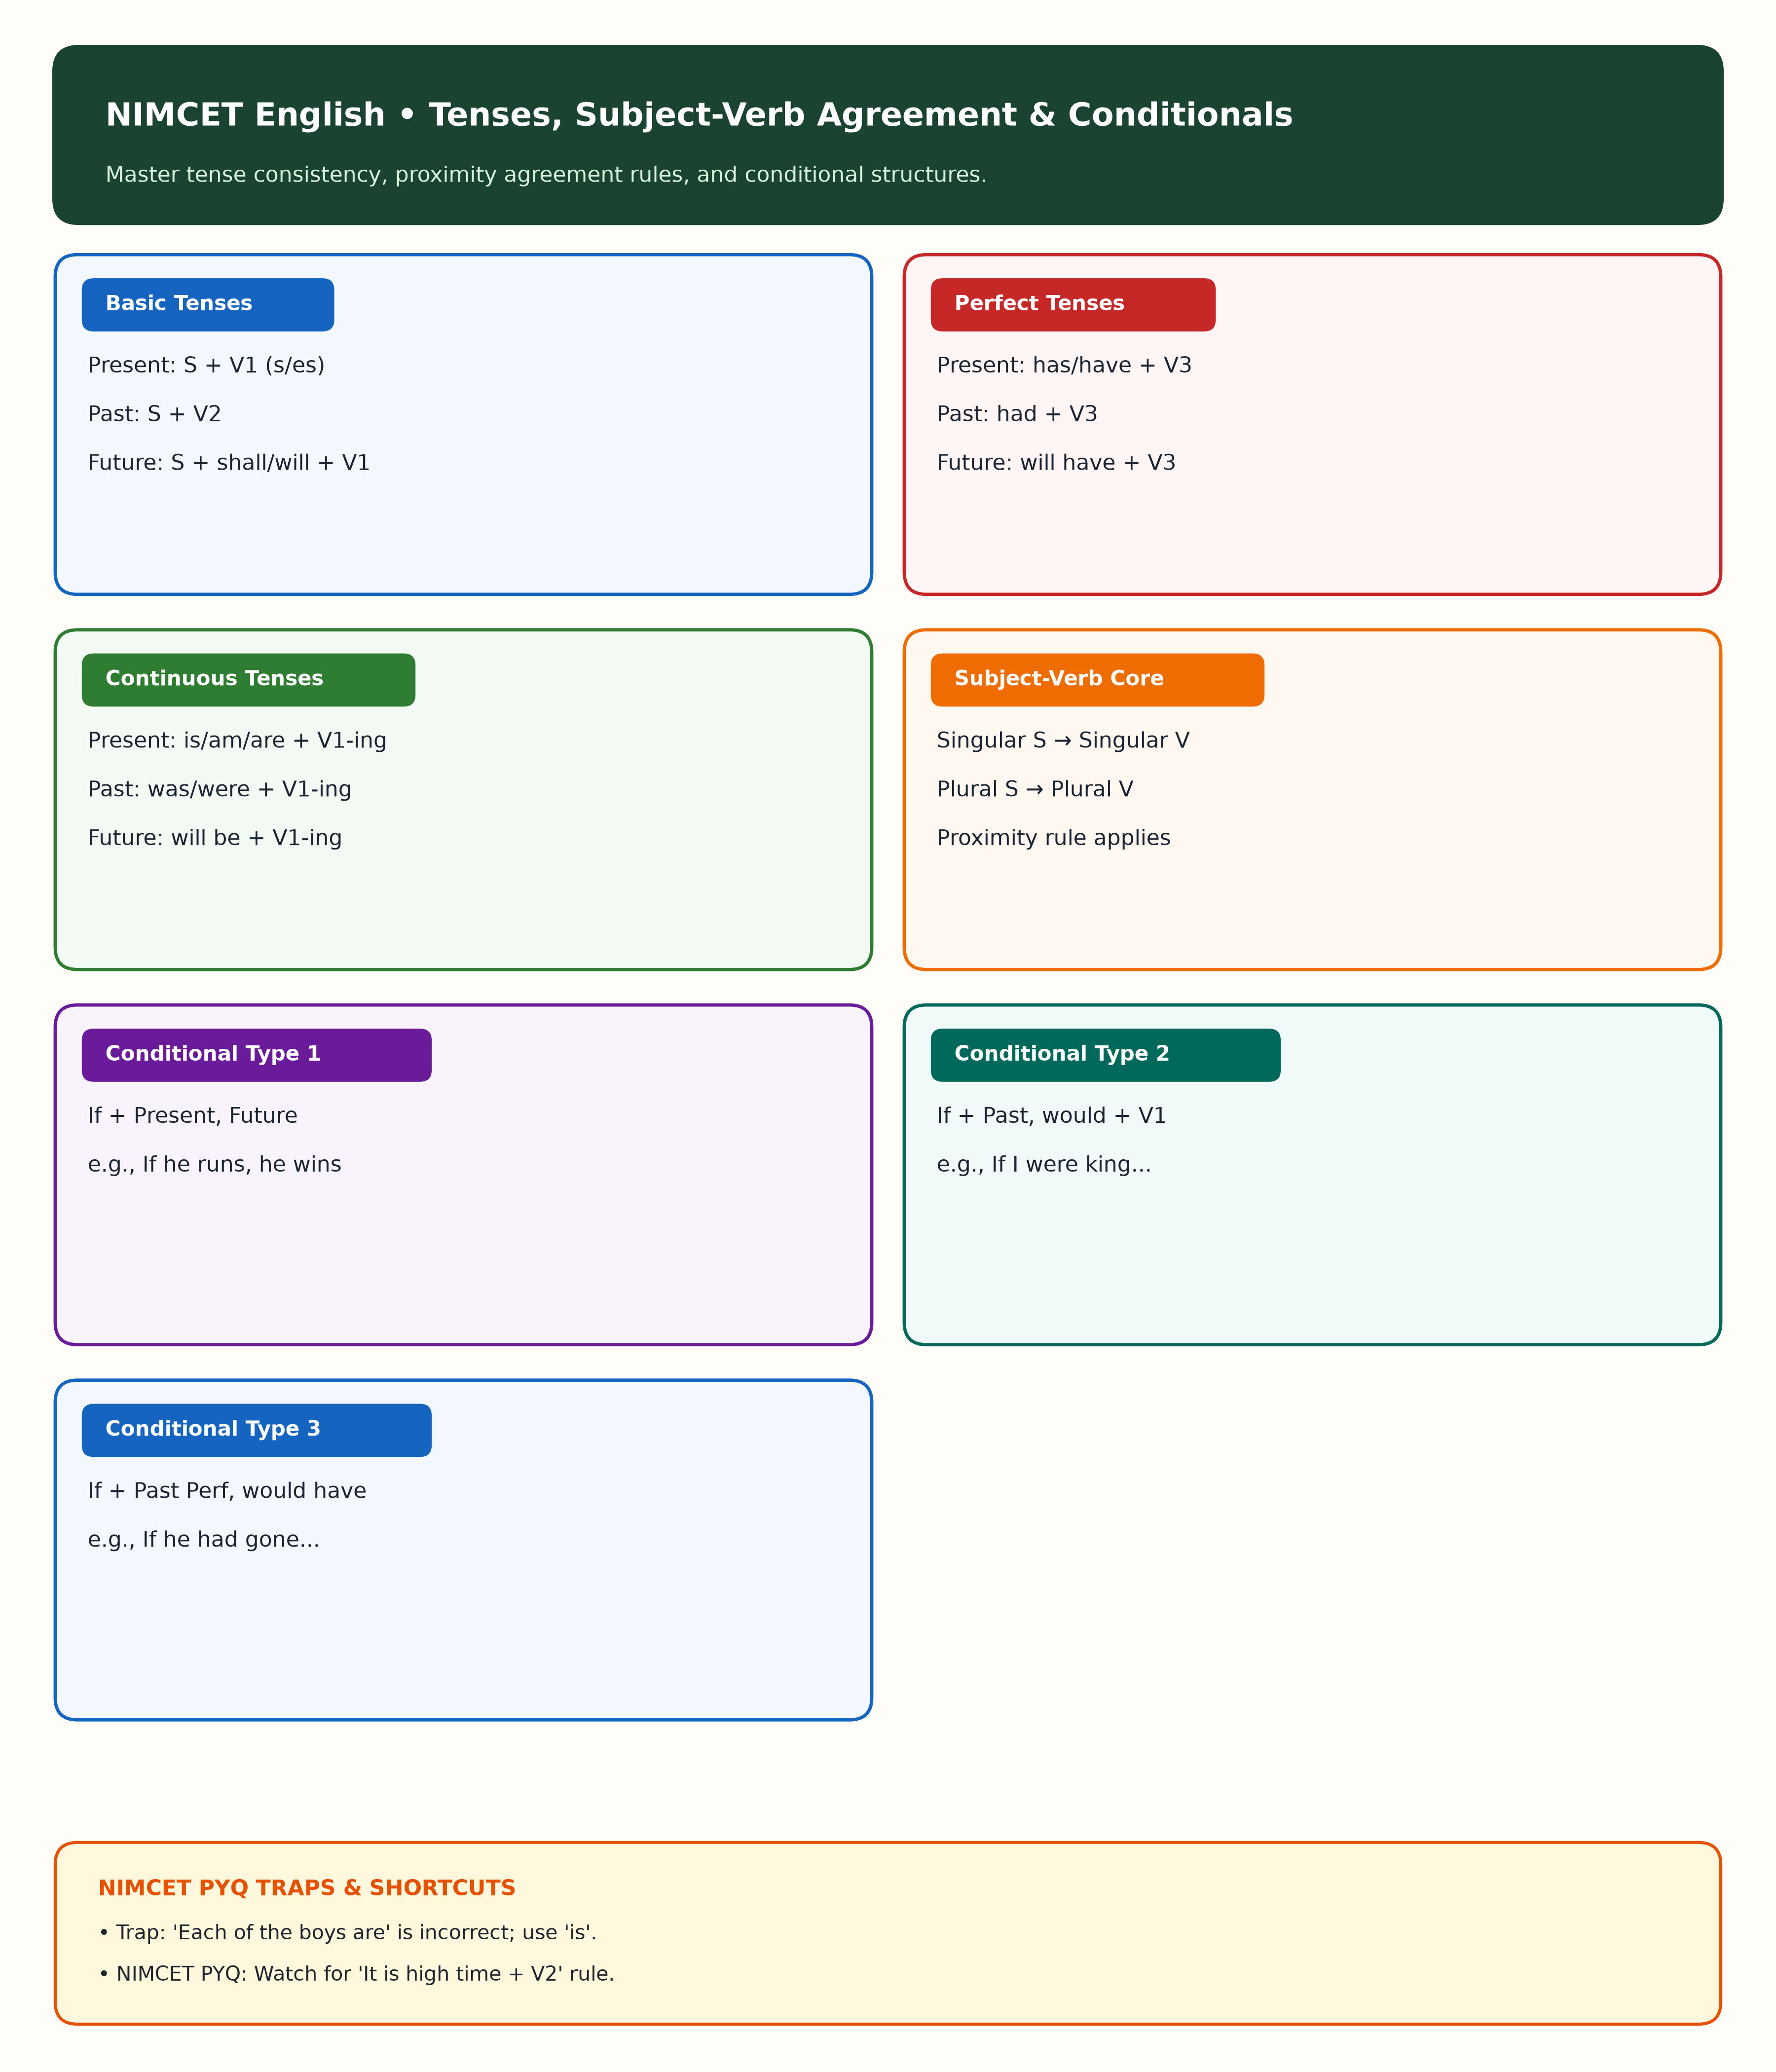 NIMCET English • Tenses, Subject-Verb Agreement & Conditionals
Master tense consistency, proximity agreement rules, and conditional structures.
Basic Tenses
Present: S + V1 (s/es)
Past: S + V2
Future: S + shall/will + V1
Perfect Tenses
Present: has/have + V3
Past: had + V3
Future: will have + V3
Continuous Tenses
Present: is/am/are + V1-ing
Past: was/were + V1-ing
Future: will be + V1-ing
Subject-Verb Core
Singular S → Singular V
Plural S → Plural V
Proximity rule applies
Conditional Type 1
If + Present, Future
e.g., If he runs, he wins
Conditional Type 2
If + Past, would + V1
e.g., If I were king...
Conditional Type 3
If + Past Perf, would have
e.g., If he had gone...
NIMCET PYQ TRAPS & SHORTCUTS
• Trap: 'Each of the boys are' is incorrect; use 'is'.
• NIMCET PYQ: Watch for 'It is high time + V2' rule.